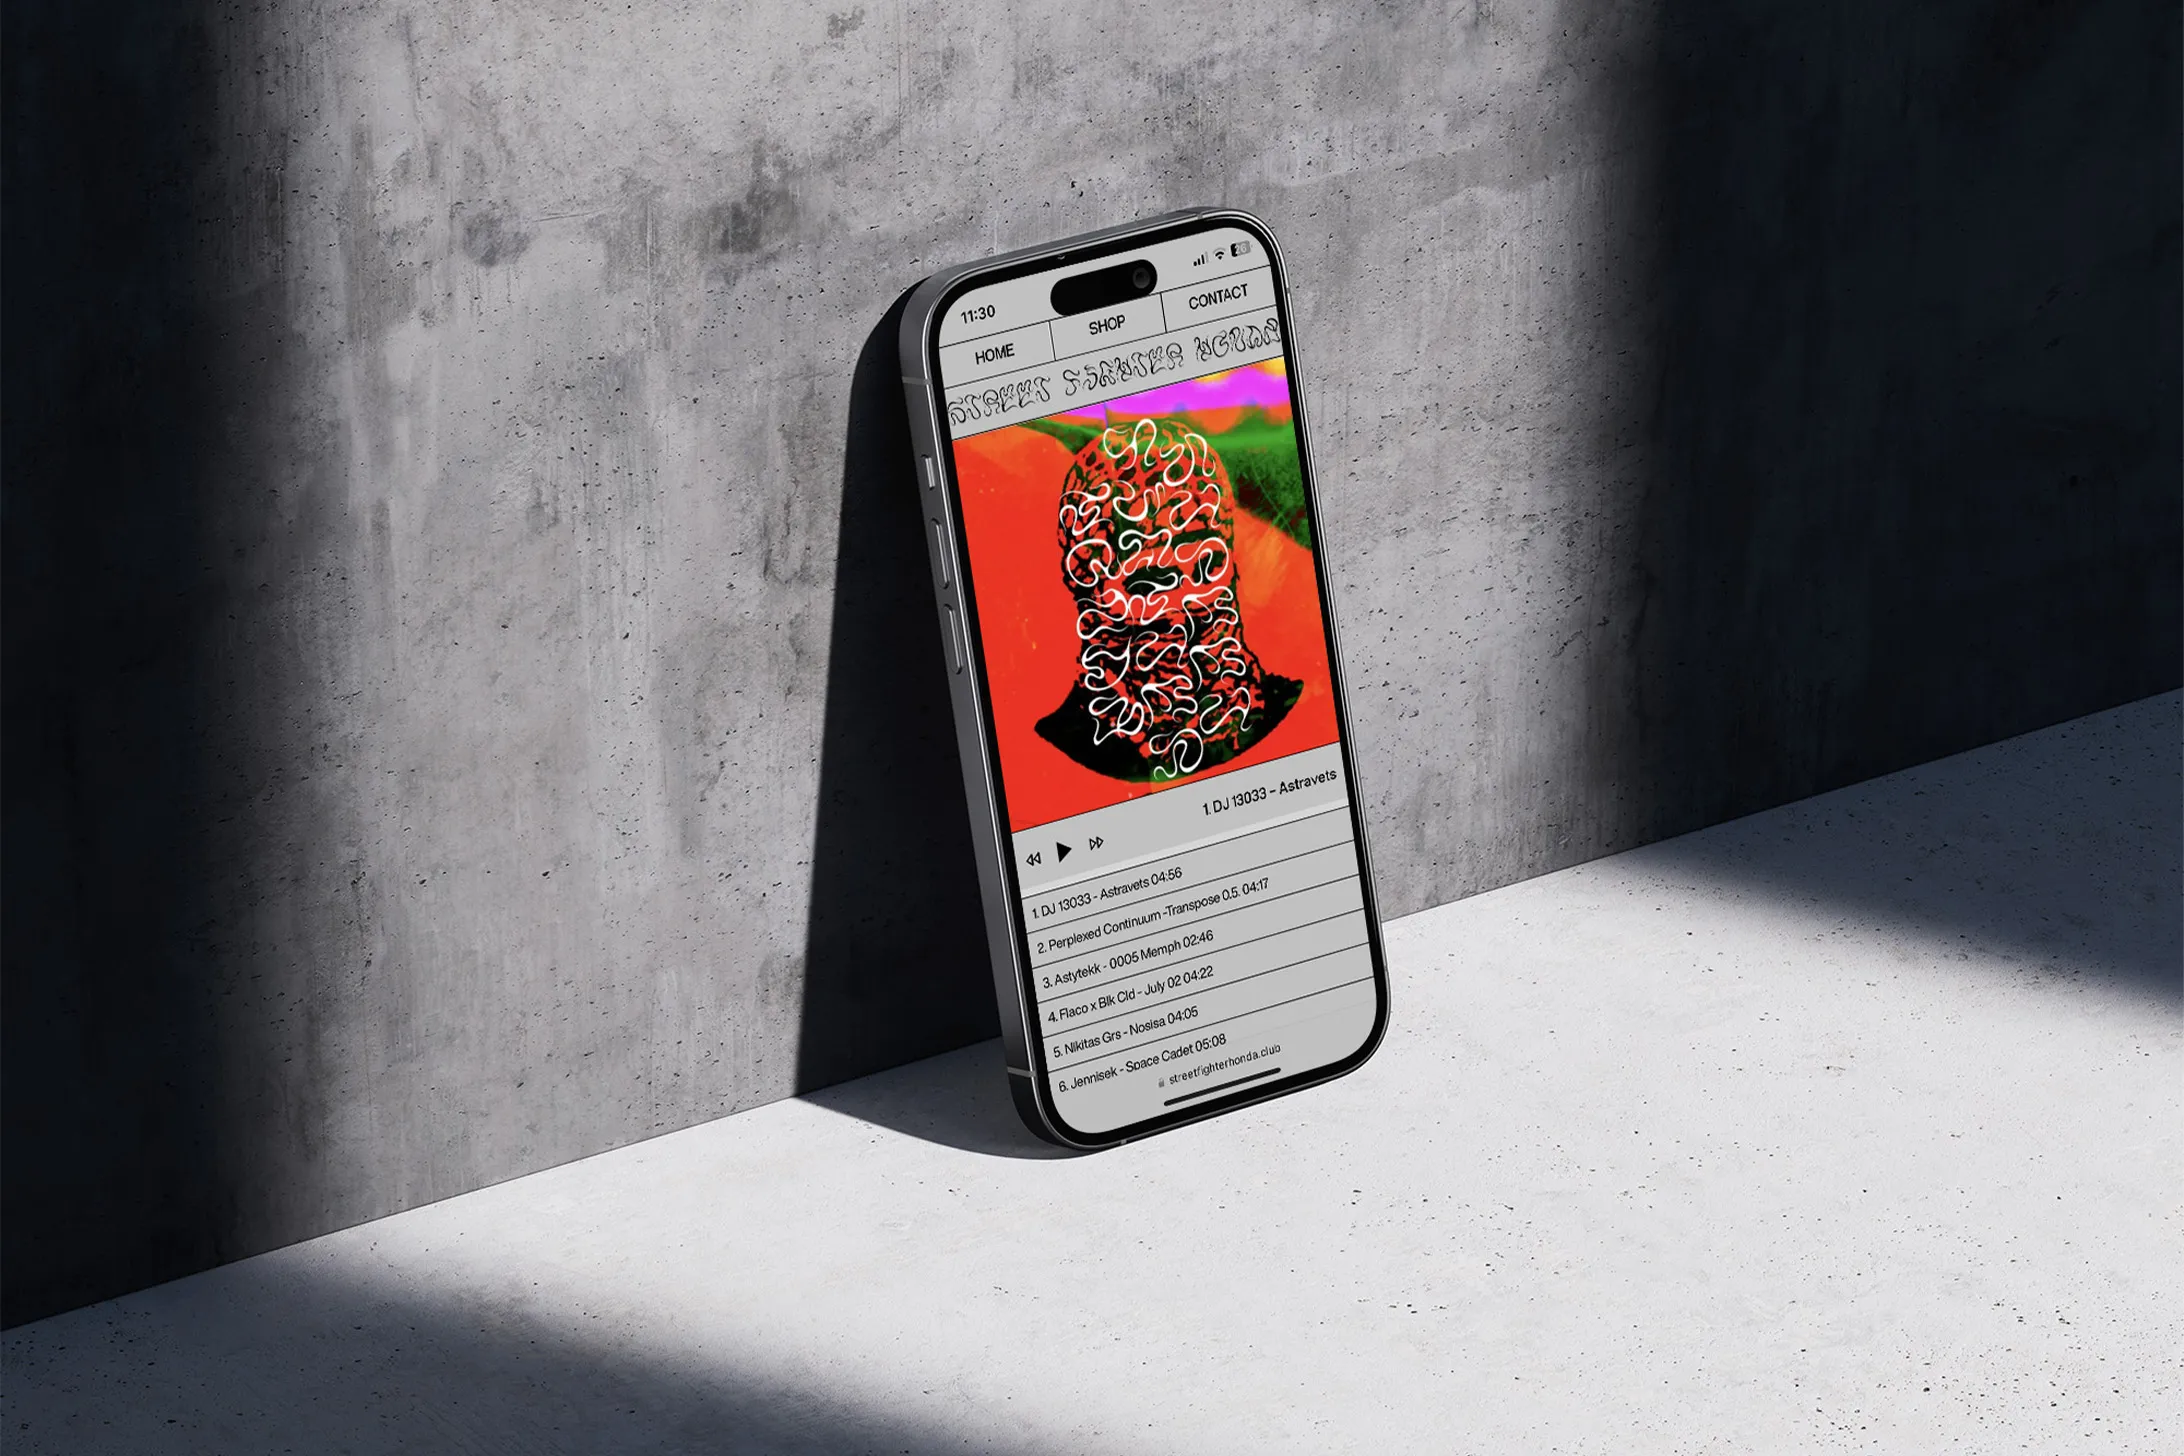 11:30
HOME
SHOP
CONTACT
STREET FIGHTER HONDA
1. DJ 13033 - Astravets
1. DJ 13033 - Astravets 04:56
2. Perplexed Continuum -Transpose 0.5. 04:17
3. Astytekk - 0005 Memph 02:46
4. Flaco x Blk Cld - July 02 04:22
5. Nikitas Grs - Nosisa 04:05
6. Jennisek - Space Cadet 05:08
streetfighterhonda.club